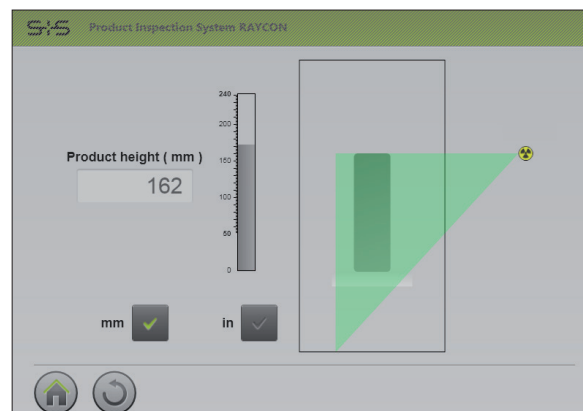 S+S Product Inspection System RAYCON
240
200
Product height ( mm )
150
162
100
50
0
mm
in